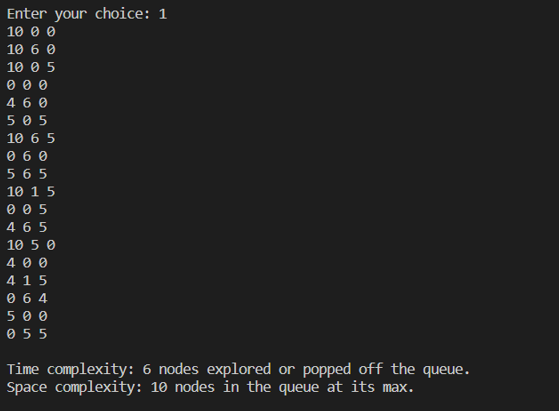 Enter your choice: 1
10 0 0
10 6 0
10 0 5
0 0 0
4 6 0
5 0 5
10 6 5
0 6 0
5 6 5
10 1 5
0 0 5
4 6 5
10 5 0
4 0 0
4 1 5
0 6 4
5 0 0
0 5 5
Time complexity: 6 nodes explored or popped off the queue.
Space complexity: 10 nodes in the queue at its max.